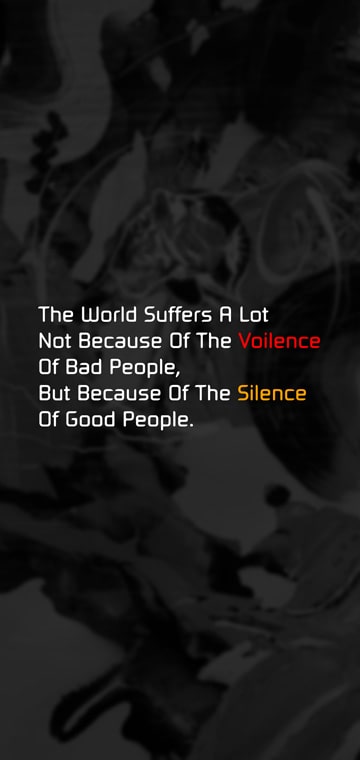 The World Suffers A Lot
Not Because Of The Voilence
Of Bad People,
But Because Of The Silence
Of Good People.